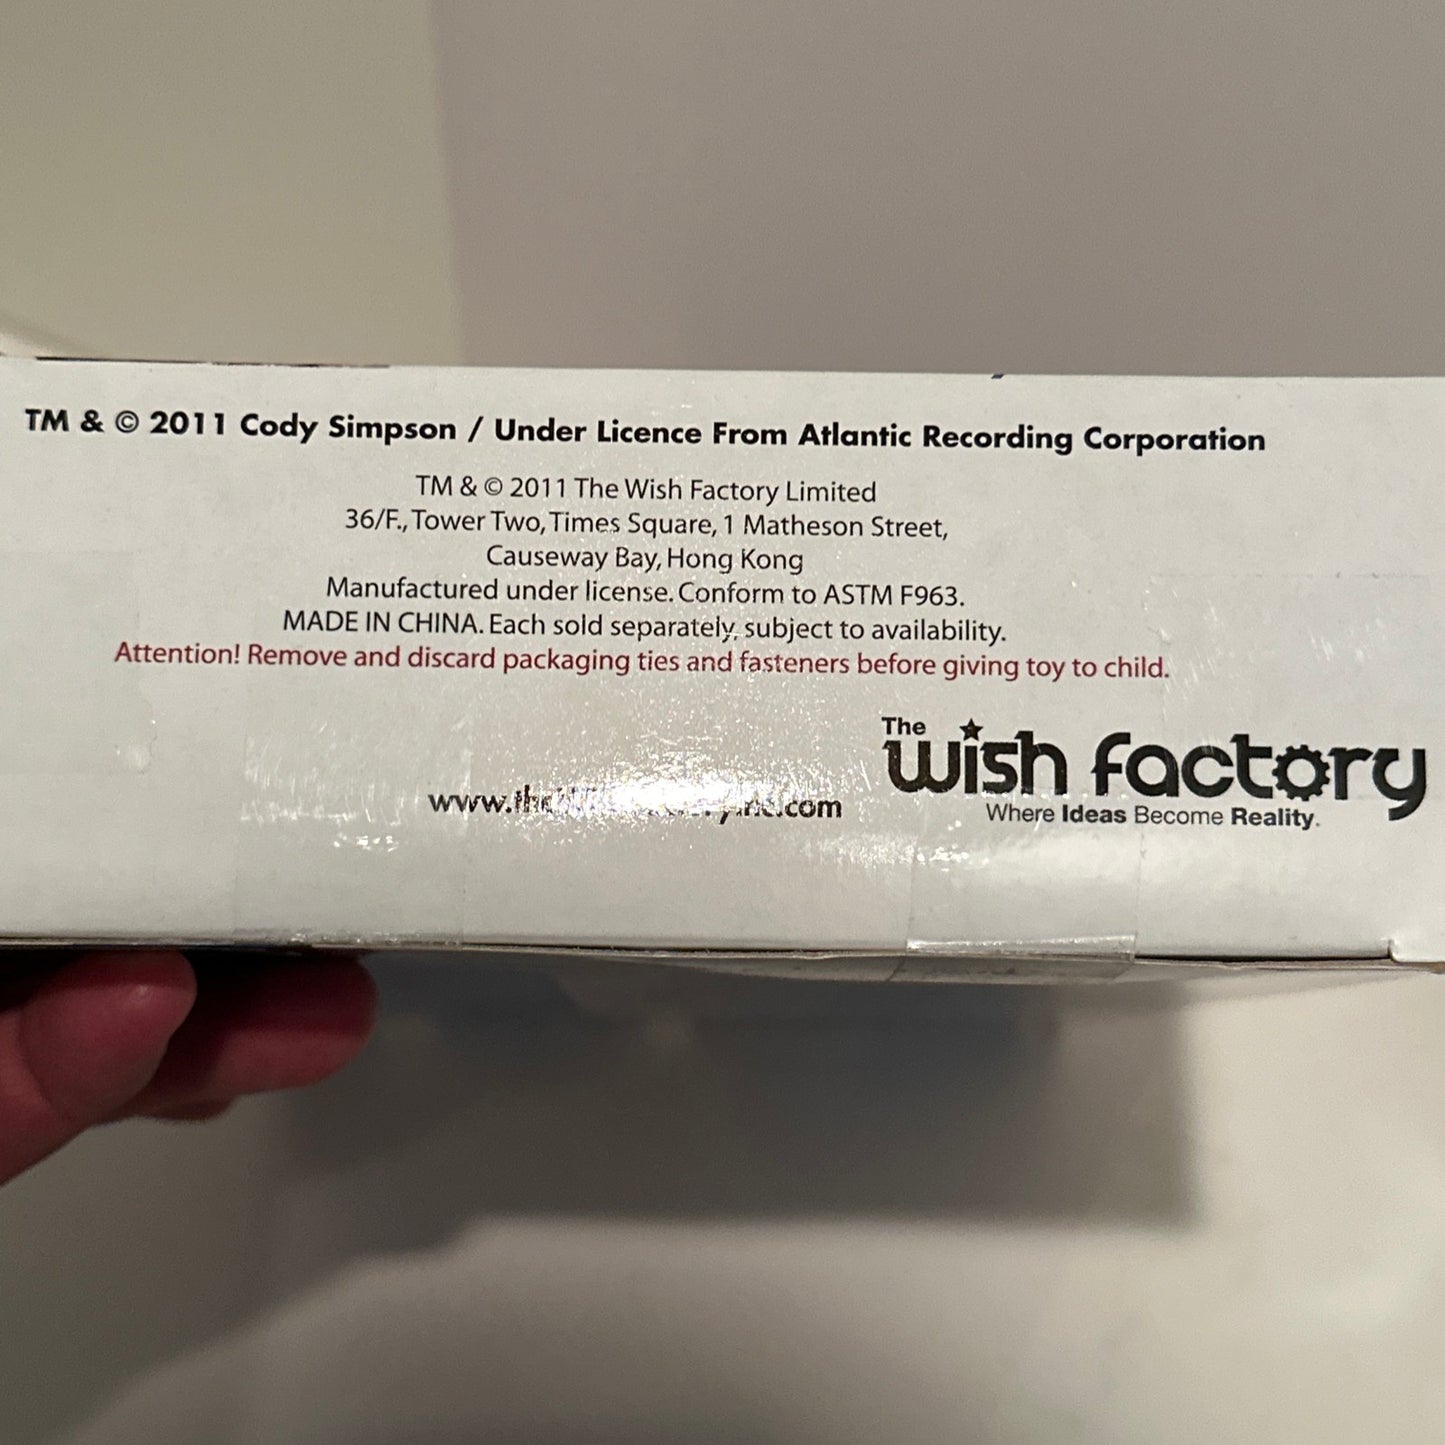 TM & © 2011 Cody Simpson / Under Licence From Atlantic Recording Corporation
TM & © 2011 The Wish Factory Limited
36/F., Tower Two, Times Square, 1 Matheson Street,
Causeway Bay, Hong Kong
Manufactured under license. Conform to ASTM F963.
MADE IN CHINA. Each sold separately, subject to availability.
Attention! Remove and discard packaging ties and fasteners before giving toy to child.
The
wish factory
Where Ideas Become Reality.